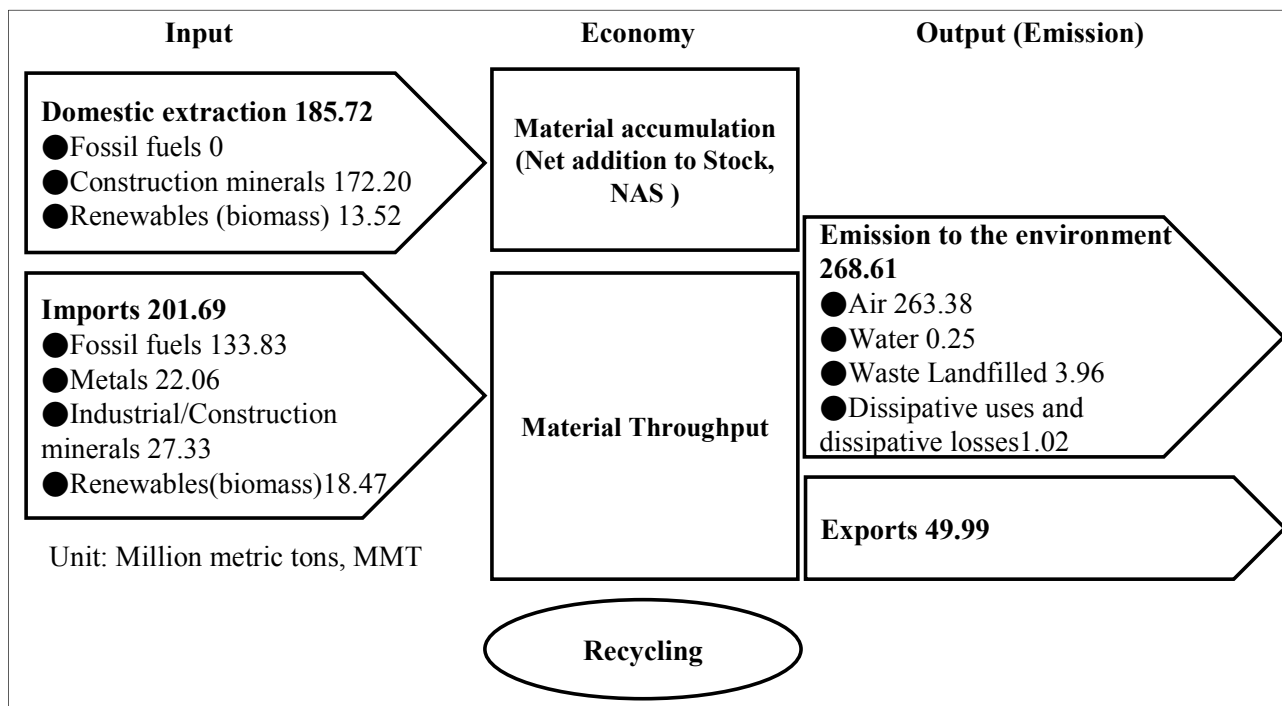 Input
Economy
Output (Emission)
Domestic extraction 185.72
●Fossil fuels 0
●Construction minerals 172.20
●Renewables (biomass) 13.52
Imports 201.69
●Fossil fuels 133.83
●Metals 22.06
●Industrial/Construction
minerals 27.33
●Renewables(biomass)18.47
Unit: Million metric tons, MMT
Material accumulation
(Net addition to Stock,
NAS )
Material Throughput
Recycling
Emission to the environment
268.61
●Air 263.38
●Water 0.25
●Waste Landfilled 3.96
●Dissipative uses and
dissipative losses1.02
Exports 49.99